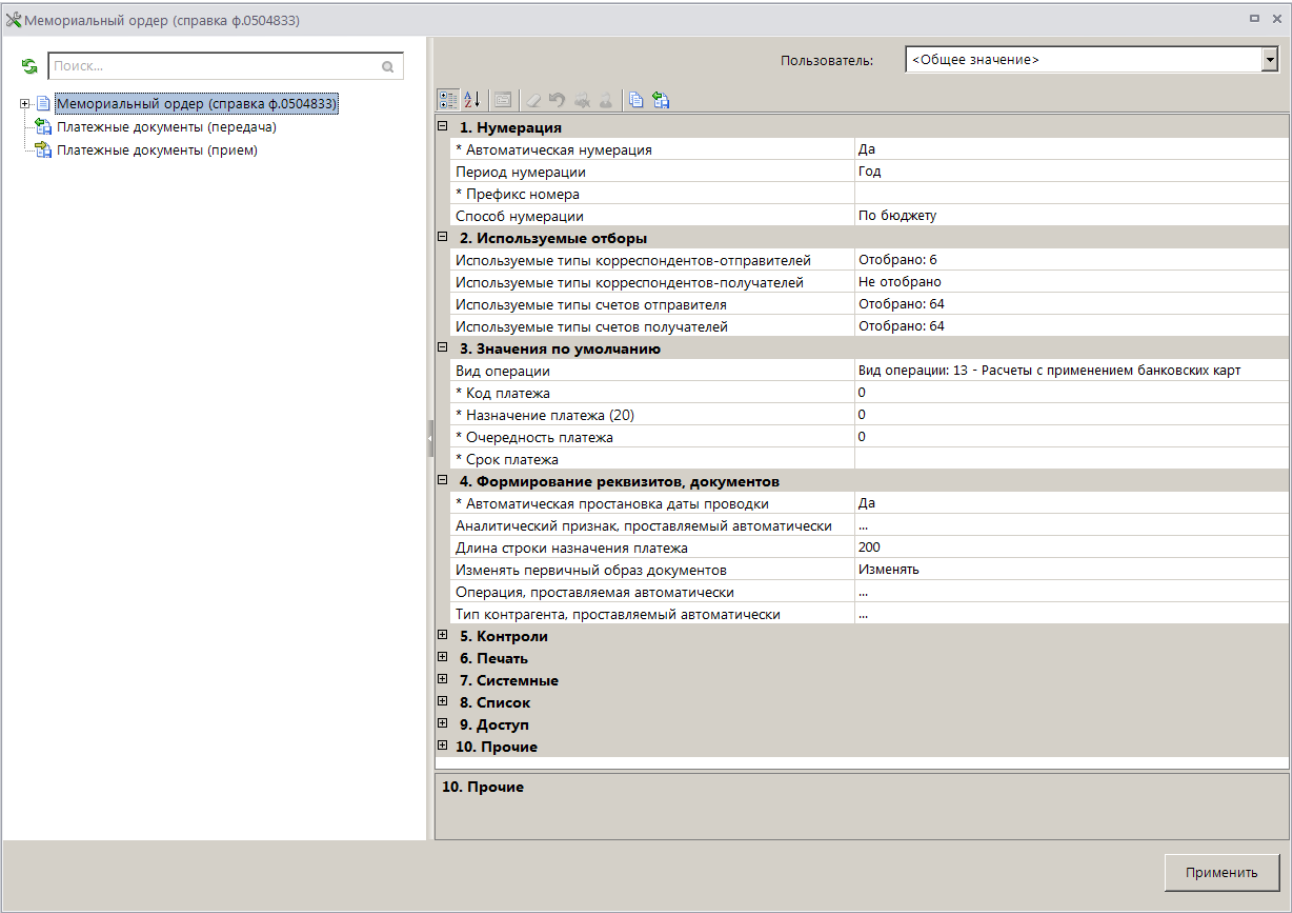 Мемориальный ордер (справка ф.0504833)
Поиск...
Пользователь: <Общее значение>
Мемориальный ордер (справка ф.0504833)
Платежные документы (передача)
Платежные документы (прием)
1. Нумерация
* Автоматическая нумерация Да
Период нумерации Год
* Префикс номера
Способ нумерации По бюджету
2. Используемые отборы
Используемые типы корреспондентов-отправителей Отобрано: 6
Используемые типы корреспондентов-получателей Не отобрано
Используемые типы счетов отправителя Отобрано: 64
Используемые типы счетов получателей Отобрано: 64
3. Значения по умолчанию
Вид операции Вид операции: 13 - Расчеты с применением банковских карт
* Код платежа 0
* Назначение платежа (20) 0
* Очередность платежа 0
* Срок платежа
4. Формирование реквизитов, документов
* Автоматическая простановка даты проводки Да
Аналитический признак, проставляемый автоматически ...
Длина строки назначения платежа 200
Изменять первичный образ документов Изменять
Операция, проставляемая автоматически ...
Тип контрагента, проставляемый автоматически ...
5. Контроли
6. Печать
7. Системные
8. Список
9. Доступ
10. Прочие
10. Прочие
Применить